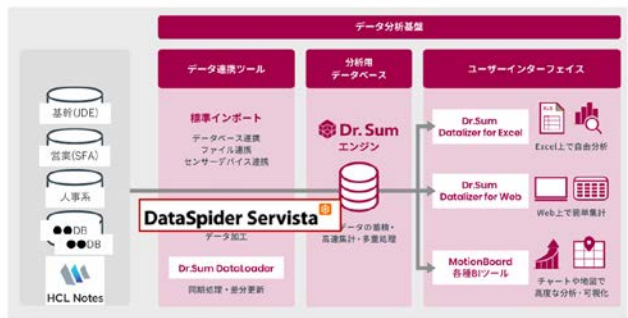 データ分析基盤
データ連携ツール
分析用
データベース
ユーザーインターフェイス
基幹(JDE)
営業(SFA)
人事系
●●DB
●●DB
HCL Notes
標準インポート
データベース連携
ファイル連携
センサーデバイス連携
DataSpider Servista
データ加工
Dr.Sum DataLoader
同期処理・差分更新
Dr.Sum
エンジン
データの蓄積・
高速集計・多重処理
Dr.Sum
Datalizer for Excel
XLS
Excel上で自由分析
Dr.Sum
Datalizer for Web
Web上で簡単集計
MotionBoard
各種BIツール
チャートや地図で
高度な分析・可視化